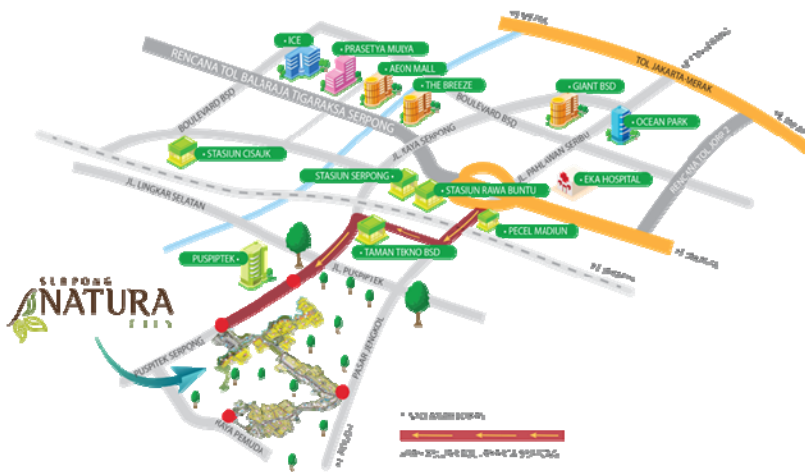 • ICE
PRASETYA MULYA
• AEON MALL
• THE BREEZE
• GIANT BSD
• OCEAN PARK
TOL JAKARTA-MERAK
RENCANA TOL BALARAJA TIGARAKSA SERPONG
BOULEVARD BSD
BOULEVARD BSD
JL. RAYA SERPONG
JL. PAHLAWAN SERIBU
RENCANA TOL JORR 2
• STASIUN CISAUK
STASIUN SERPONG •
• STASIUN RAWA BUNTU
• EKA HOSPITAL
JL. LINGKAR SELATAN
• PECEL MADIUN
• TAMAN TEKNO BSD
PUSPIPTEK •
JL. PUSPIPTEK
SERPONG
NATURA
CITY
PUSPITEK SERPONG
PASAR JENGKOL
RAYA PEMUDA